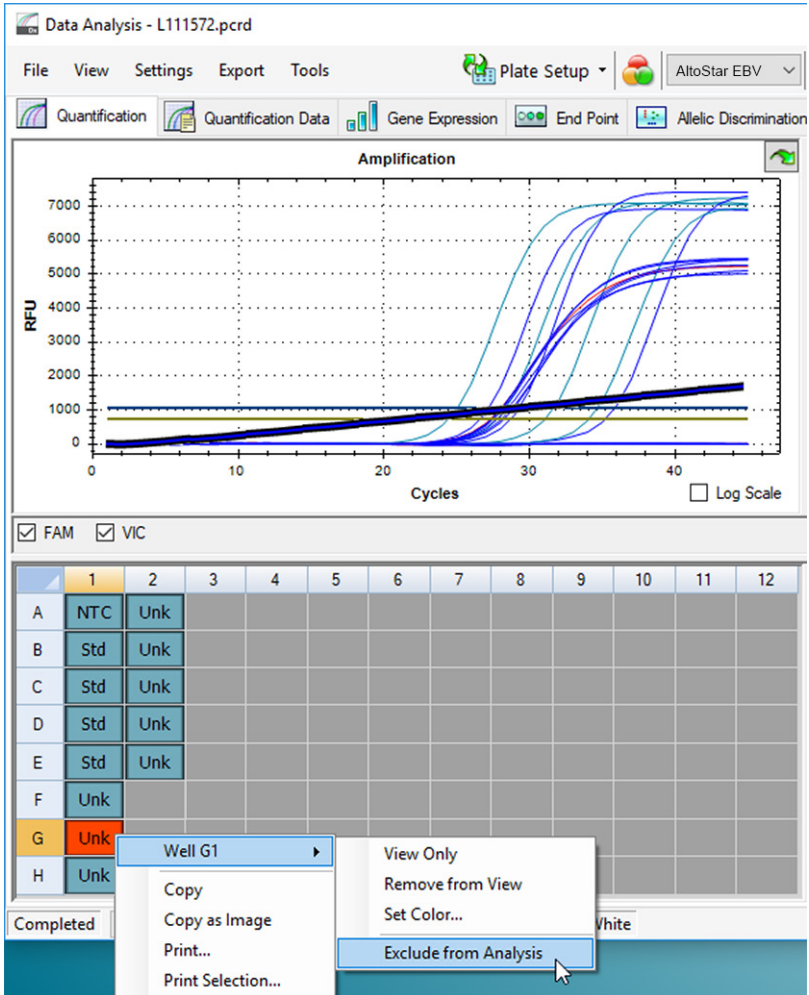 Data Analysis - L111572.pcrd
File View Settings Export Tools Plate Setup AltoStar EBV
Quantification Quantification Data Gene Expression End Point Allelic Discrimination
Amplification
7000
6000
5000
4000
3000
2000
1000
0
RFU
0 10 20 30 40
Cycles
Log Scale
FAM VIC
1 2 3 4 5 6 7 8 9 10 11 12
A NTC Unk
B Std Unk
C Std Unk
D Std Unk
E Std Unk
F Unk
G Unk
H Unk
Well G1
Copy
Copy as Image
Print...
Print Selection...
View Only
Remove from View
Set Color...
Exclude from Analysis
Completed